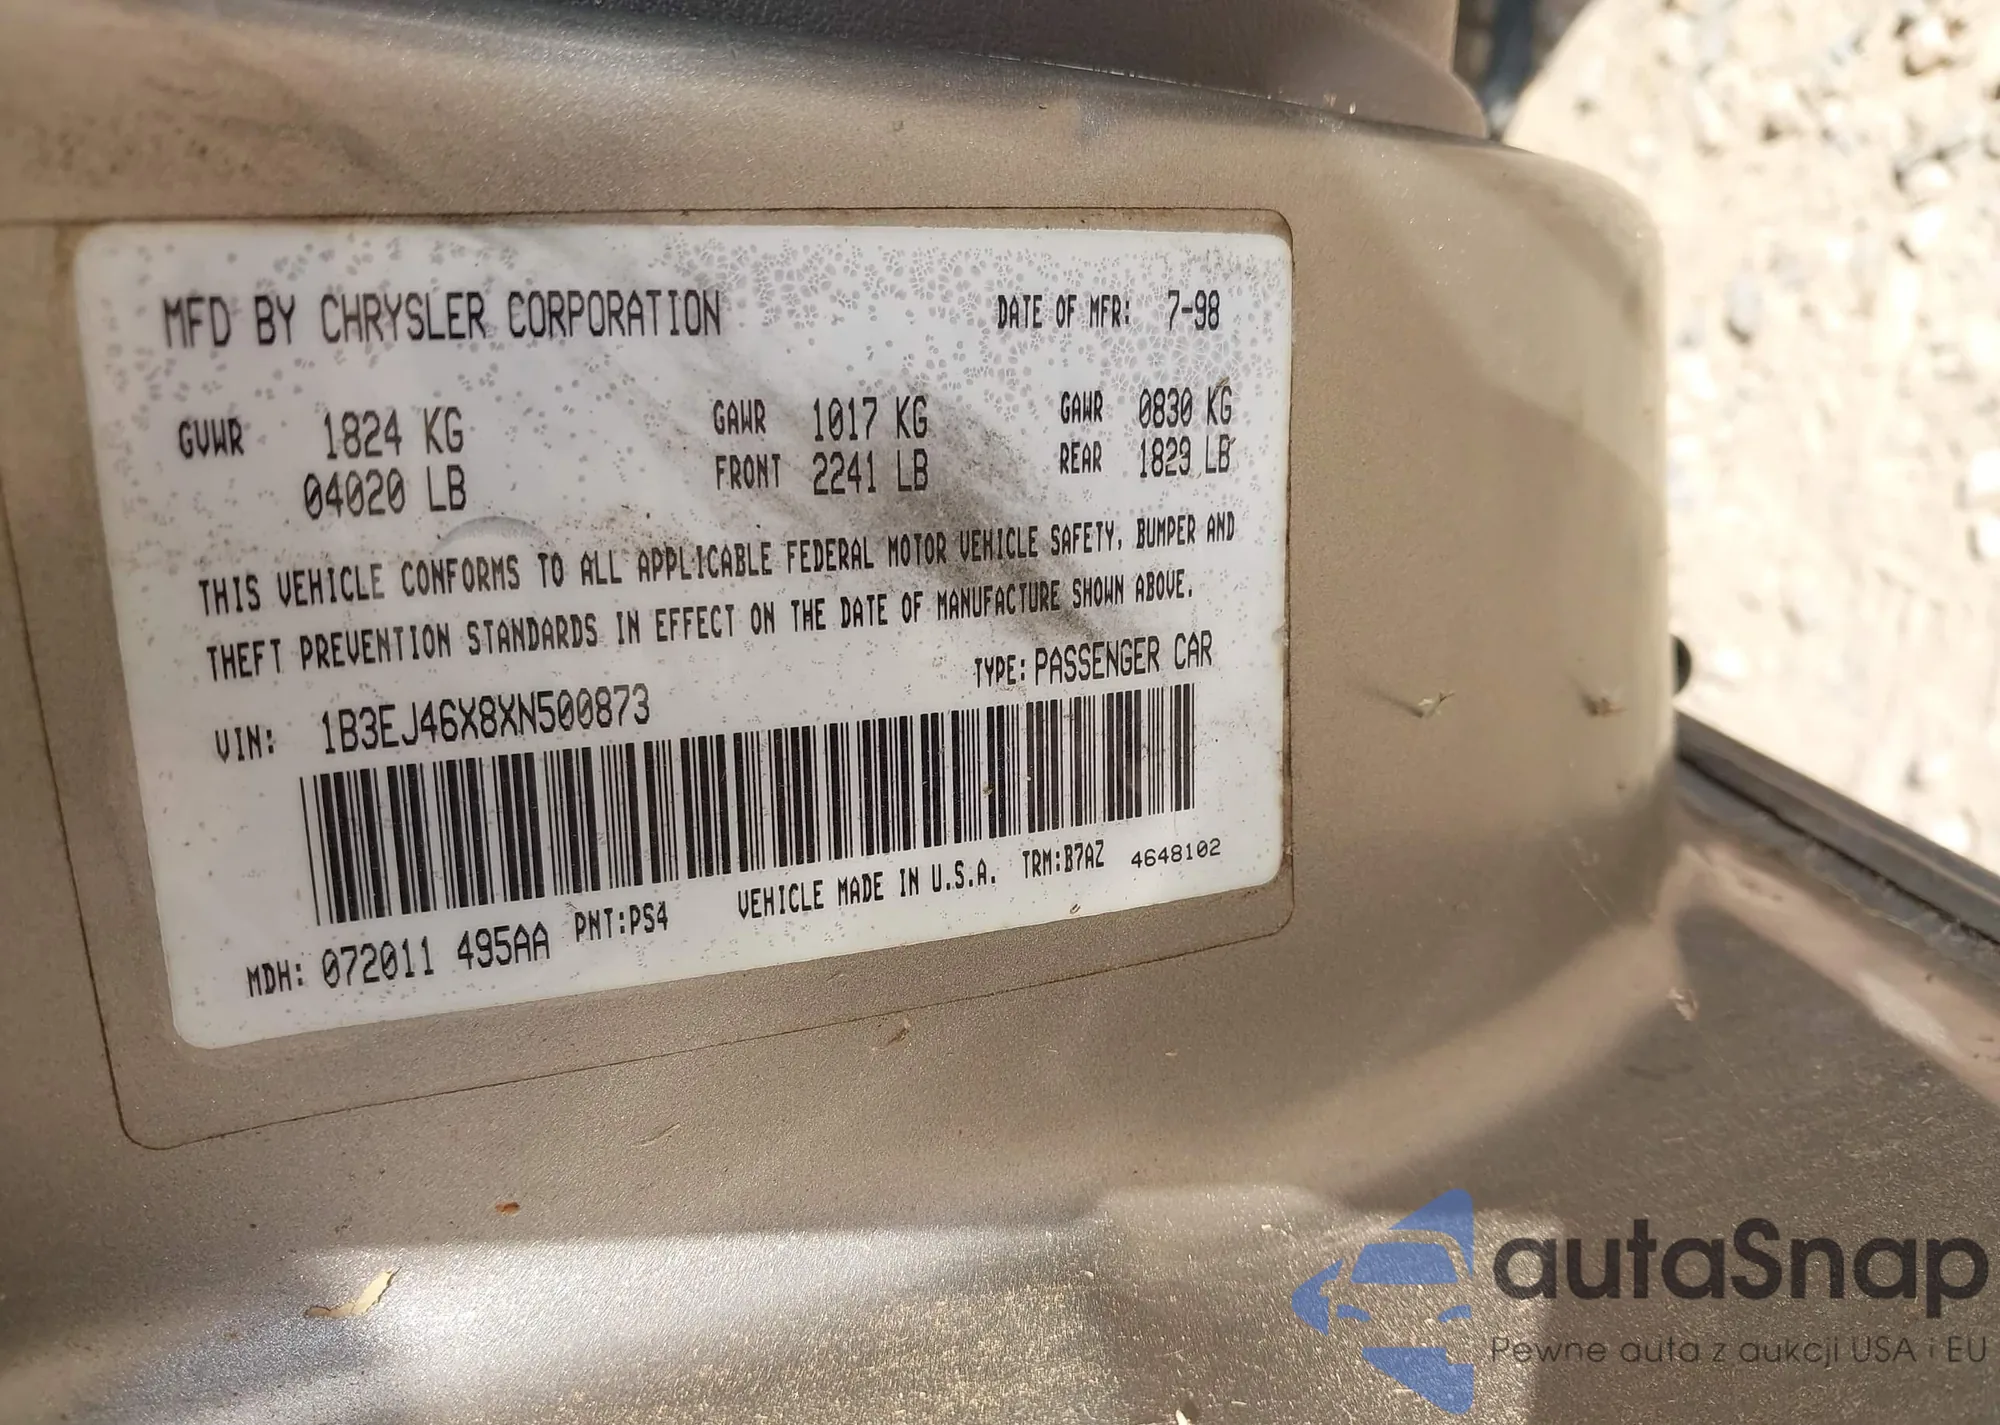 MFD BY CHRYSLER CORPORATION DATE OF MFR: 7-98
GVWR 1824 KG GAWR 1017 KG GAWR 0830 KG
04020 LB FRONT 2241 LB REAR 1829 LB
THIS VEHICLE CONFORMS TO ALL APPLICABLE FEDERAL MOTOR VEHICLE SAFETY, BUMPER AND
THEFT PREVENTION STANDARDS IN EFFECT ON THE DATE OF MANUFACTURE SHOWN ABOVE.
VIN: 1B3EJ46X8XN500873 TYPE: PASSENGER CAR
MDH: 072011 495AA PNT:PS4 VEHICLE MADE IN U.S.A. TRM:B7AZ 4648102
autaSnap
Pewne auta z aukcji USA i EU